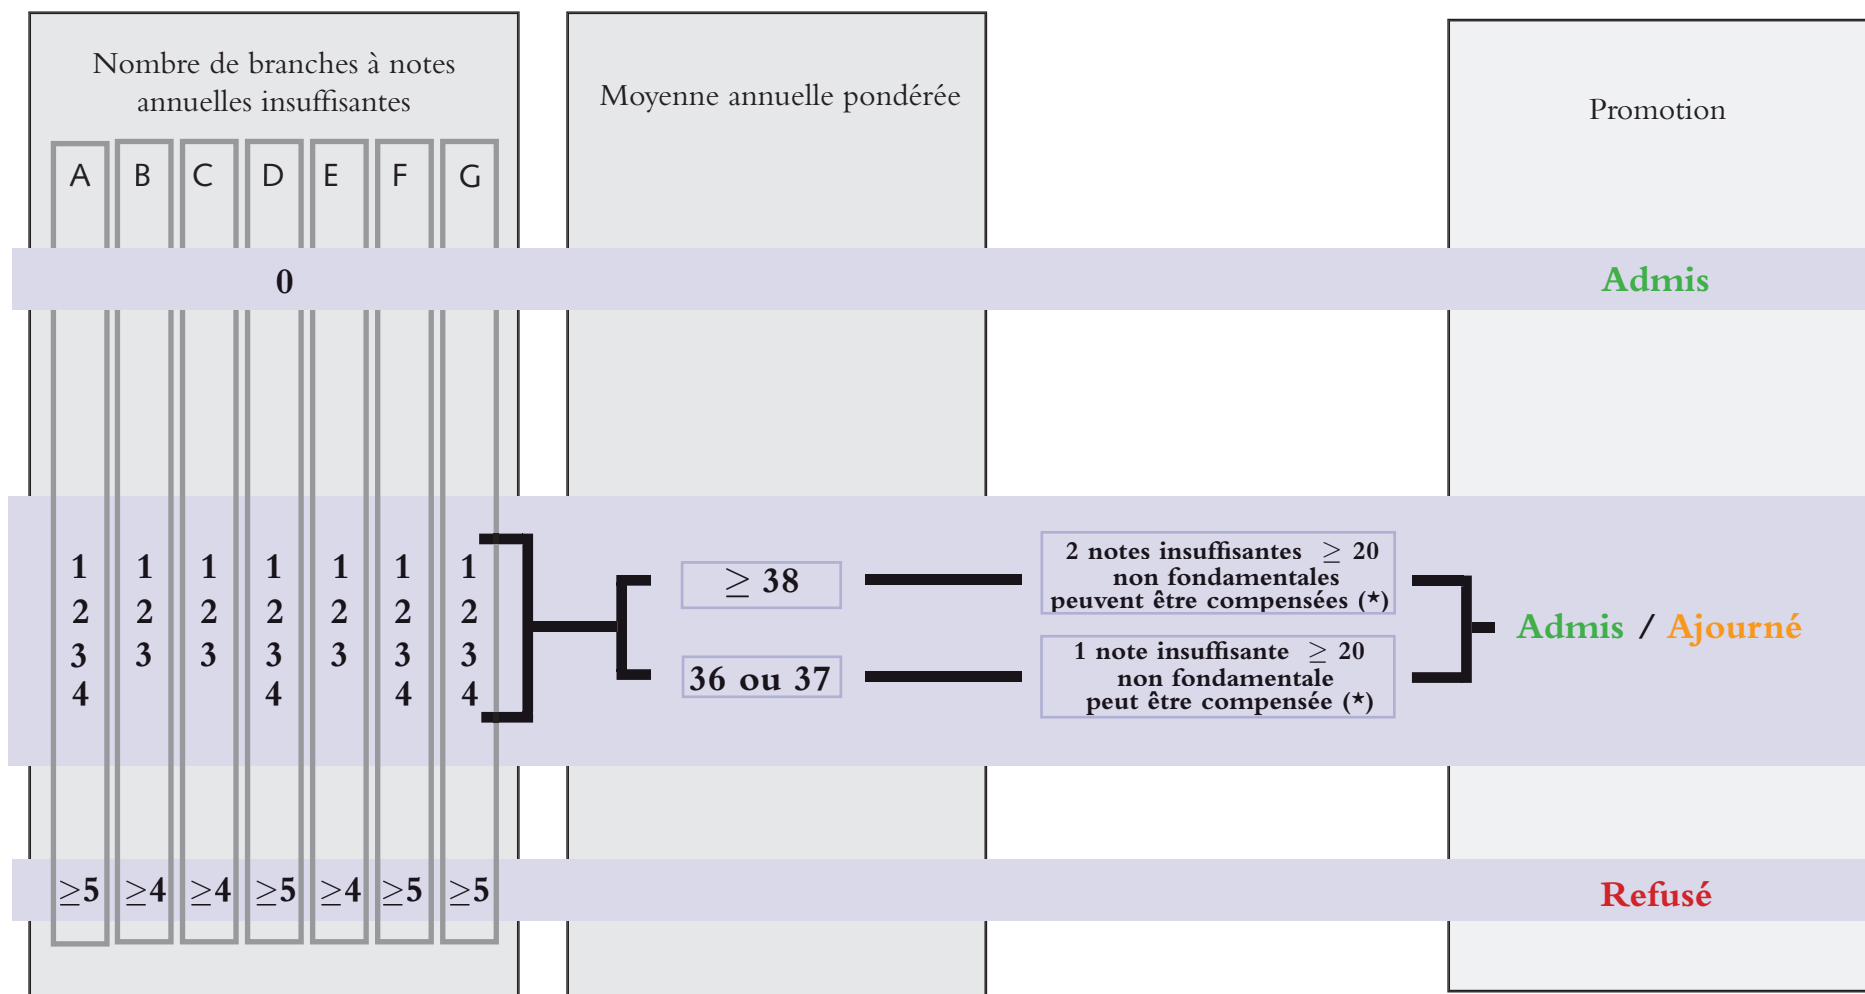 Nombre de branches à notes
annuelles insuffisantes
Moyenne annuelle pondérée
Promotion
A B C D E F G
0 Admis
1 1 1 1 1 1 1
2 2 2 2 2 2 2
3 3 3 3 3 3 3
4 4 4 4
≥ 38
36 ou 37
2 notes insuffisantes ≥ 20
non fondamentales
peuvent être compensées (★)
1 note insuffisante ≥ 20
non fondamentale
peut être compensée (★)
Admis / Ajourné
≥5 ≥4 ≥4 ≥5 ≥4 ≥5 ≥5 Refusé